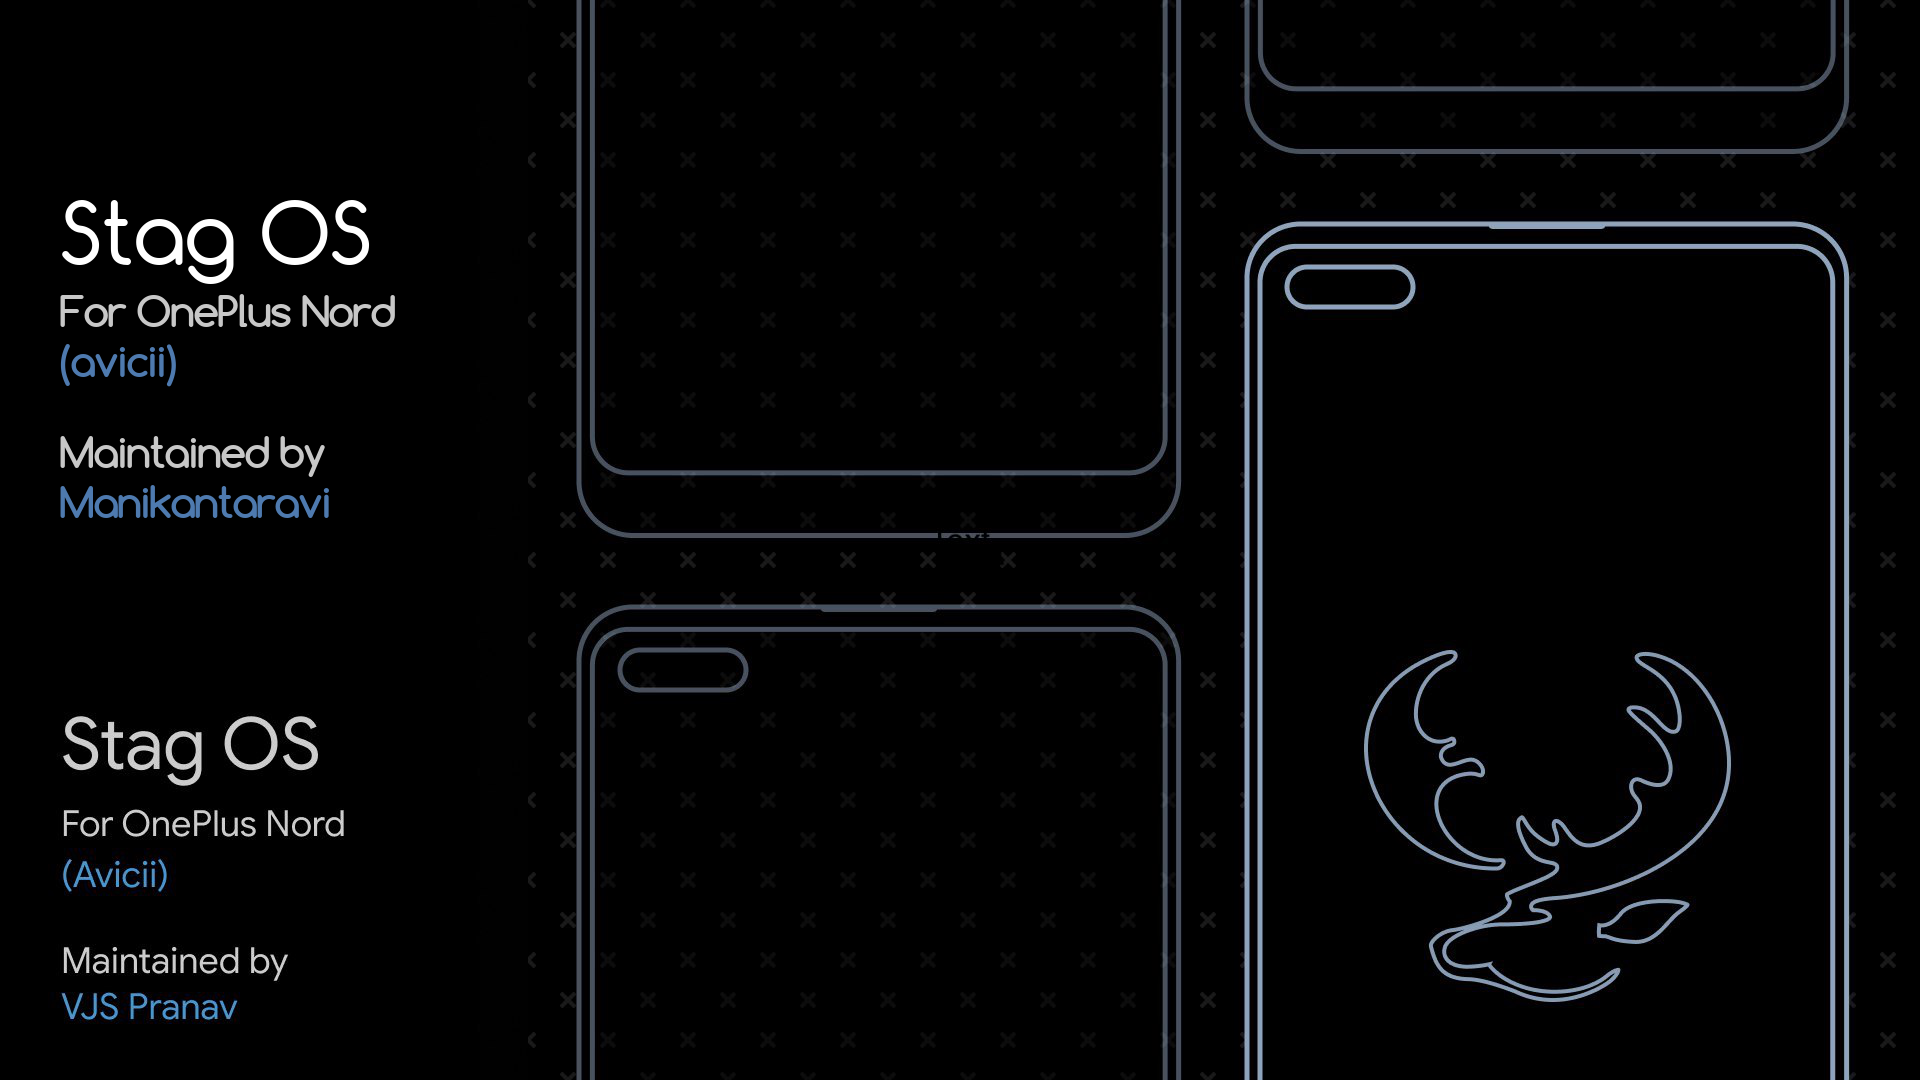 Stag OS
For OnePlus Nord
(avicii)
Maintained by
Manikantaravi
Stag OS
For OnePlus Nord
(Avicii)
Maintained by
VJS Pranav